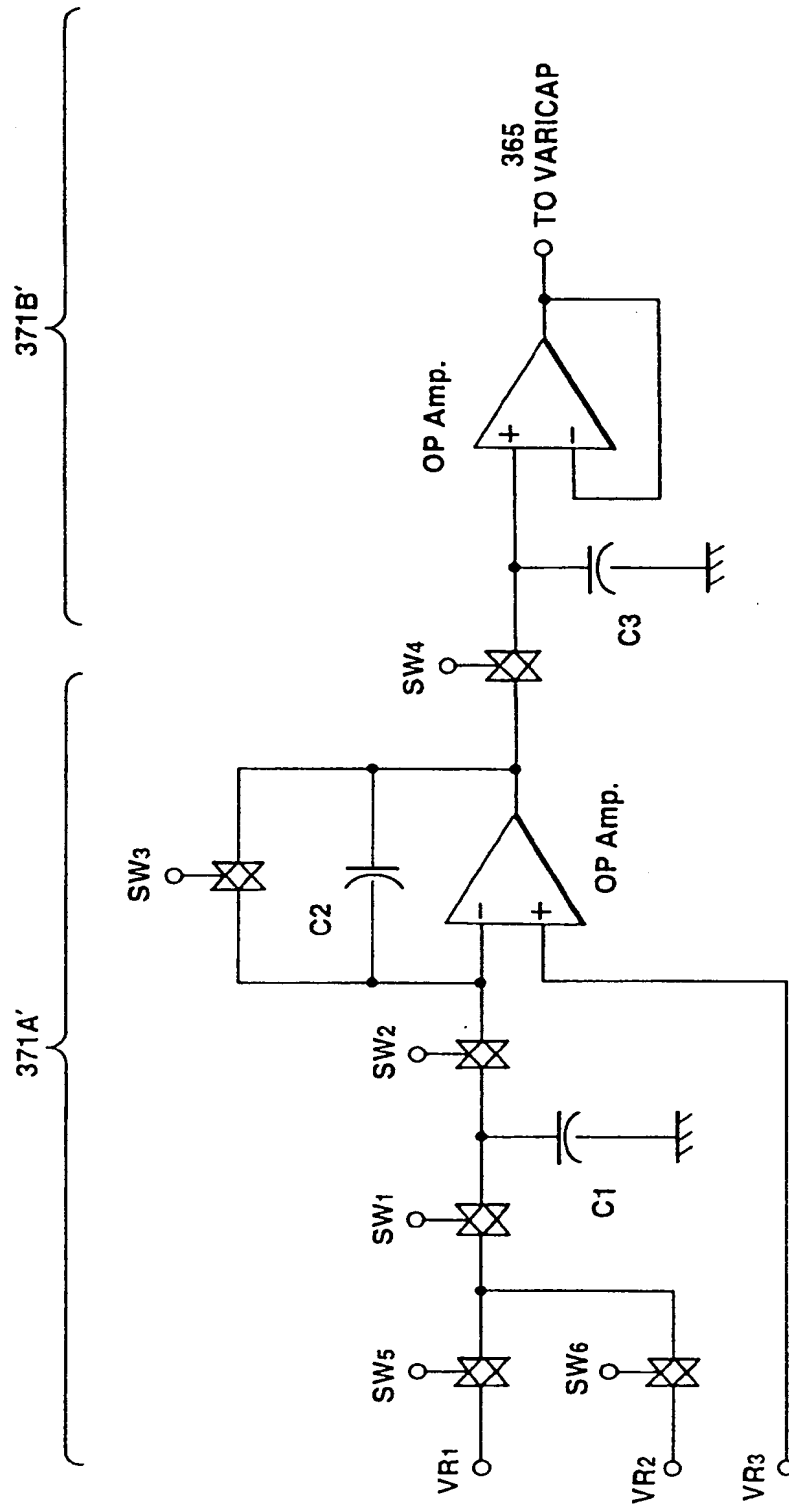 371A′
371B′
SW3
C2
OP Amp.
365
TO VARICAP
SW4
+
−
C3
SW5
SW1
SW2
−
+
OP Amp.
VR1
C1
SW6
VR2
VR3